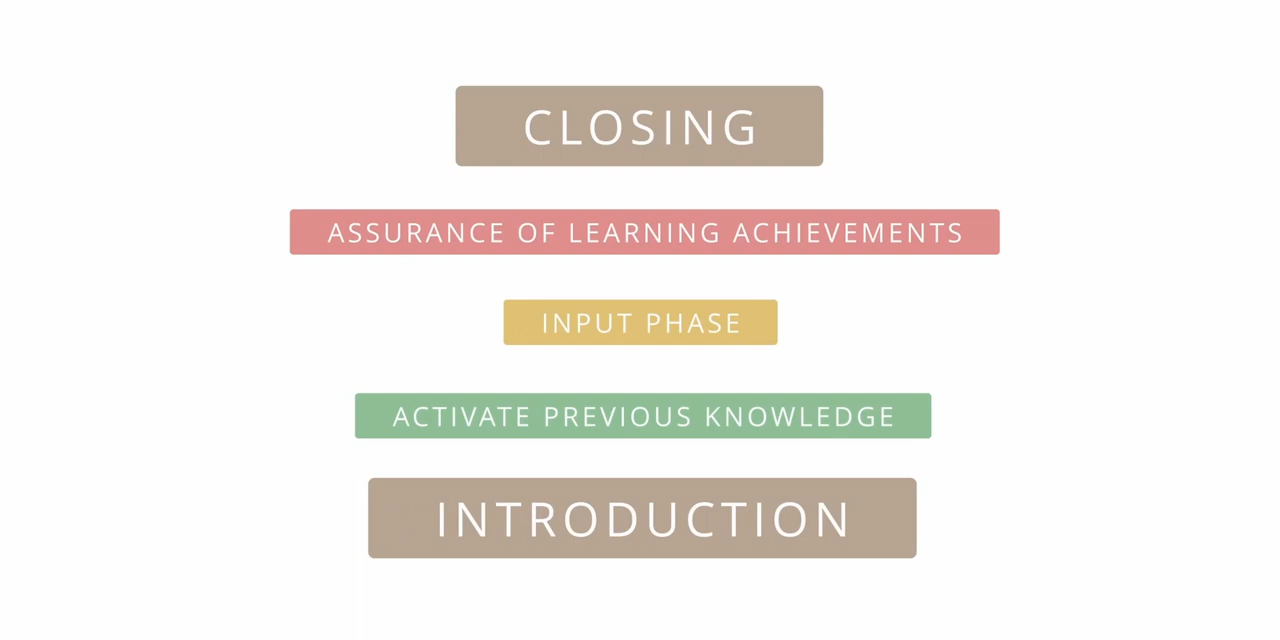 CLOSING
ASSURANCE OF LEARNING ACHIEVEMENTS
INPUT PHASE
ACTIVATE PREVIOUS KNOWLEDGE
INTRODUCTION